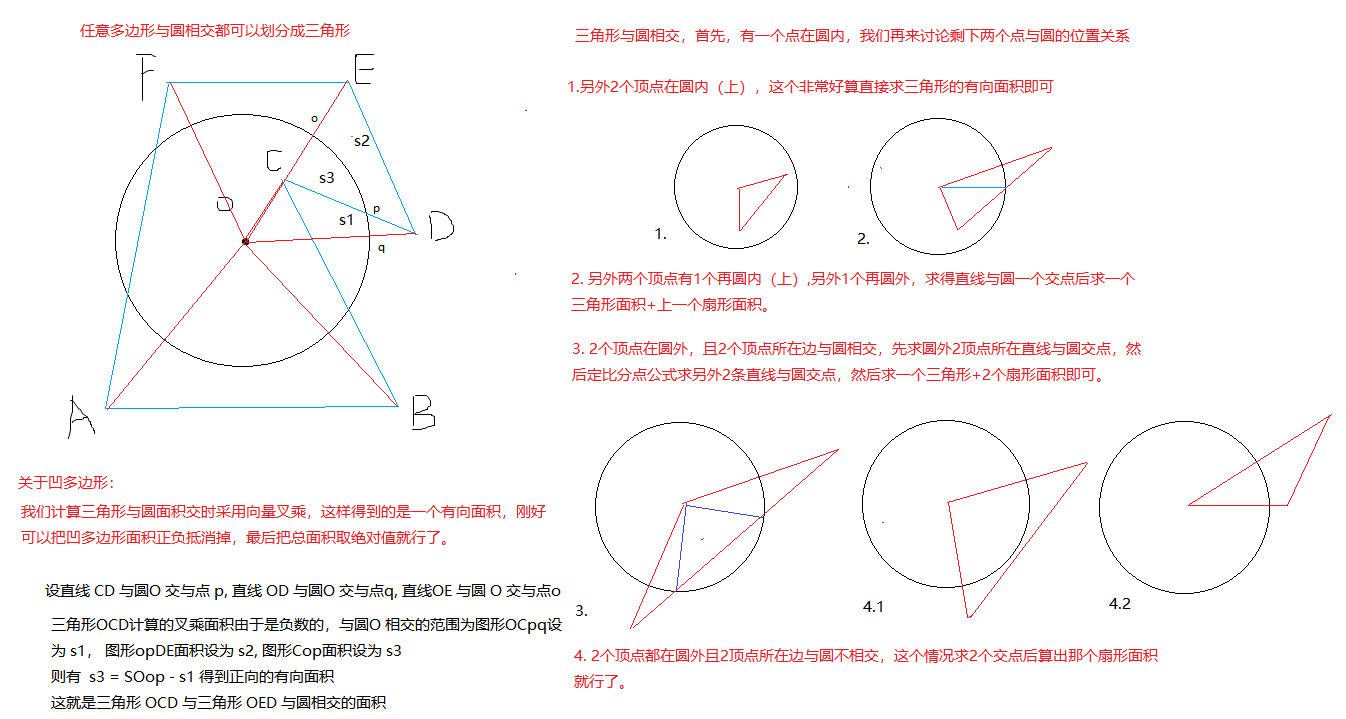 任意多边形与圆相交都可以划分成三角形
F
E
o
s2
C
s3
O
p
s1
D
q
A
B
关于凹多边形：
我们计算三角形与圆面积交时采用向量叉乘，这样得到的是一个有向面积，刚好
可以把凹多边形面积正负抵消掉，最后把总面积取绝对值就行了。
设直线 CD 与圆O 交与点 p, 直线 OD 与圆O 交与点q, 直线OE 与圆 O 交与点o
三角形OCD计算的叉乘面积由于是负数的，与圆O 相交的范围为图形OCpq设
为 s1， 图形opDE面积设为 s2, 图形Cop面积设为 s3
则有 s3 = SOop - s1 得到正向的有向面积
这就是三角形 OCD 与三角形 OED 与圆相交的面积
三角形与圆相交，首先，有一个点在圆内，我们再来讨论剩下两个点与圆的位置关系
1.另外2个顶点在圆内（上），这个非常好算直接求三角形的有向面积即可
1.
2.
2. 另外两个顶点有1个再圆内（上）,另外1个再圆外，求得直线与圆一个交点后求一个
三角形面积+上一个扇形面积。
3. 2个顶点在圆外，且2个顶点所在边与圆相交，先求圆外2顶点所在直线与圆交点，然
后定比分点公式求另外2条直线与圆交点，然后求一个三角形+2个扇形面积即可。
3.
4.1
4.2
4. 2个顶点都在圆外且2顶点所在边与圆不相交，这个情况求2个交点后算出那个扇形面积
就行了。